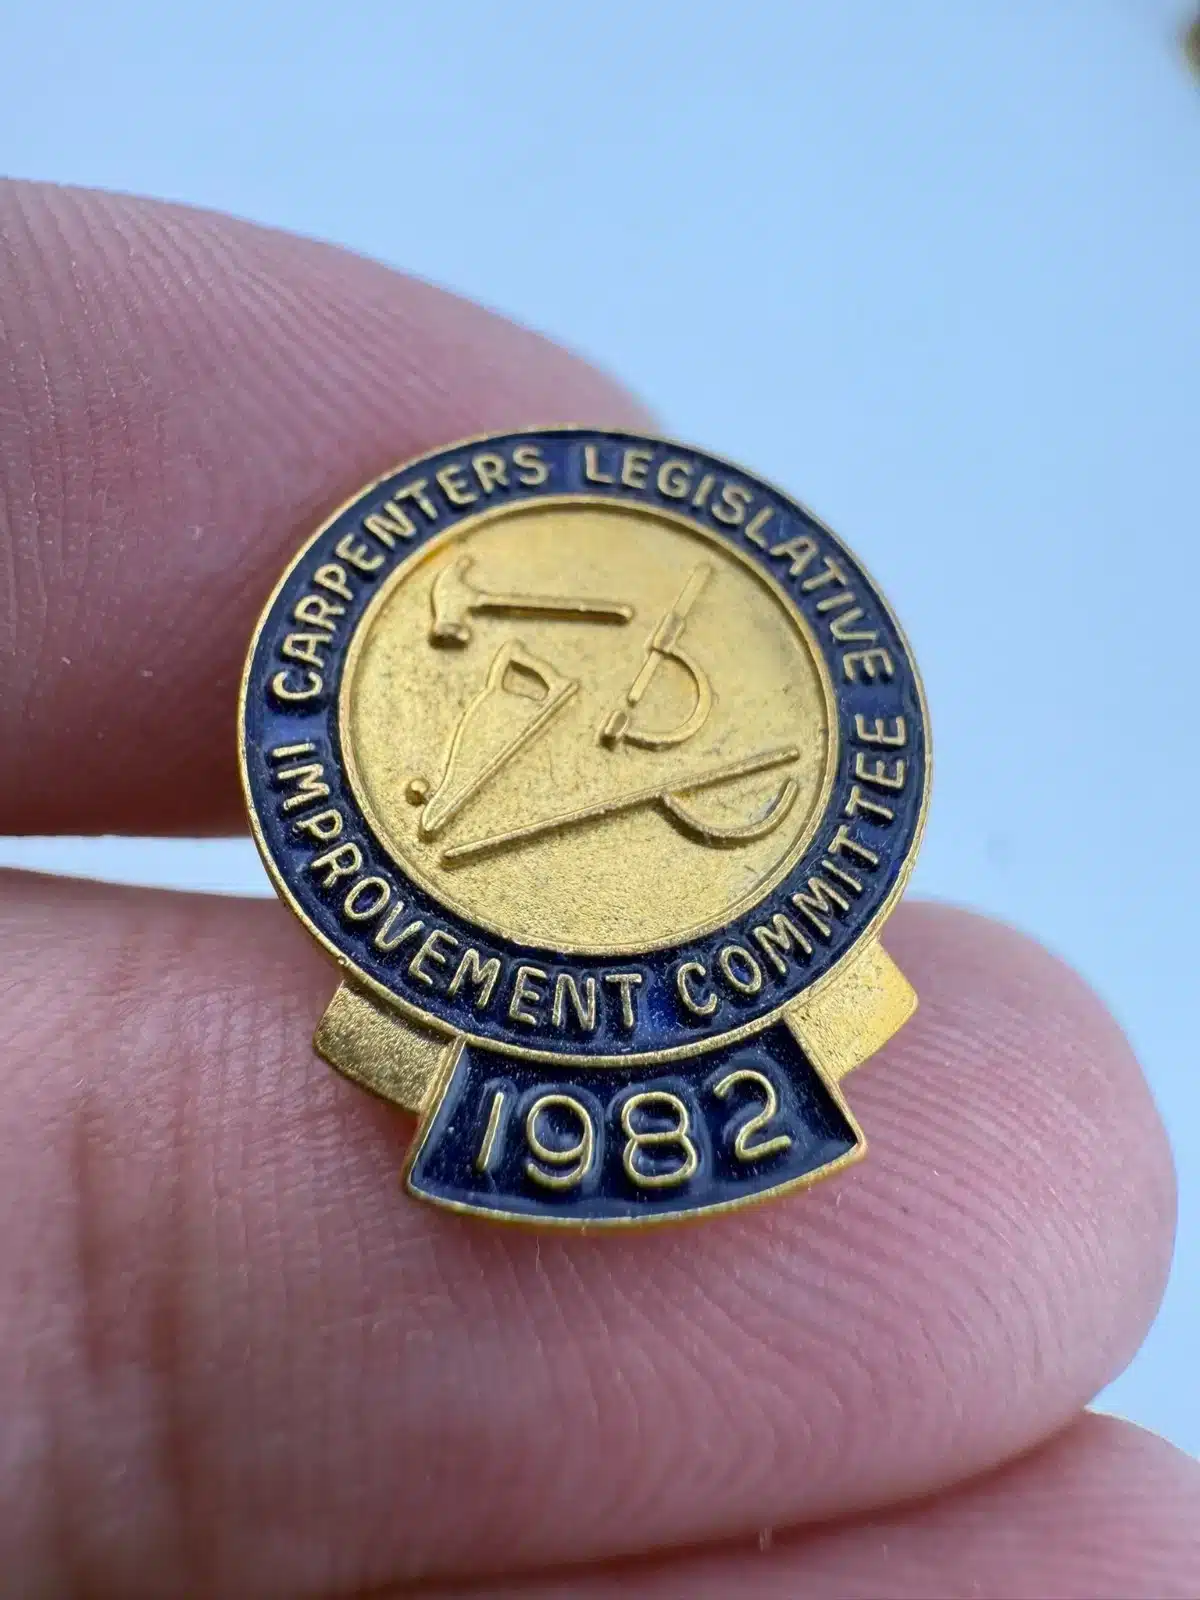 CARPENTERS LEGISLATIVE
IMPROVEMENT COMMITTEE
1982